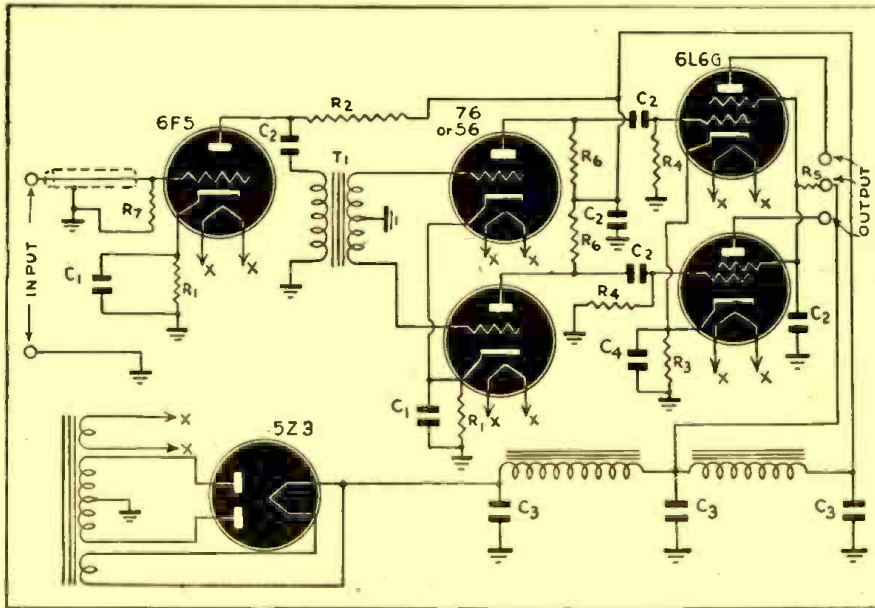 6F5
C2
R2
T1
76
or 56
6L6G
C2
R6
R4
R5
OUTPUT
INPUT
R7
C1
R1
X
X
C2
R6
C2
R4
X
X
X
X
C4
R3
C2
C1
R1
X
X
X
X
X
X
5Z3
C3
C3
C3